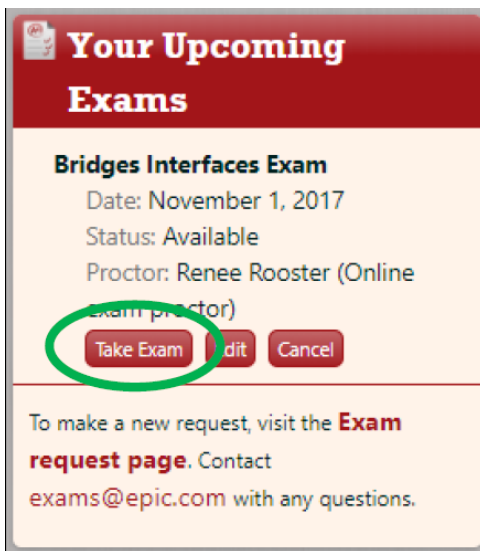 Your Upcoming
Exams
Bridges Interfaces Exam
Date: November 1, 2017
Status: Available
Proctor: Renee Rooster (Online
exam proctor)
Take Exam Edit Cancel
To make a new request, visit the Exam
request page. Contact
exams@epic.com with any questions.